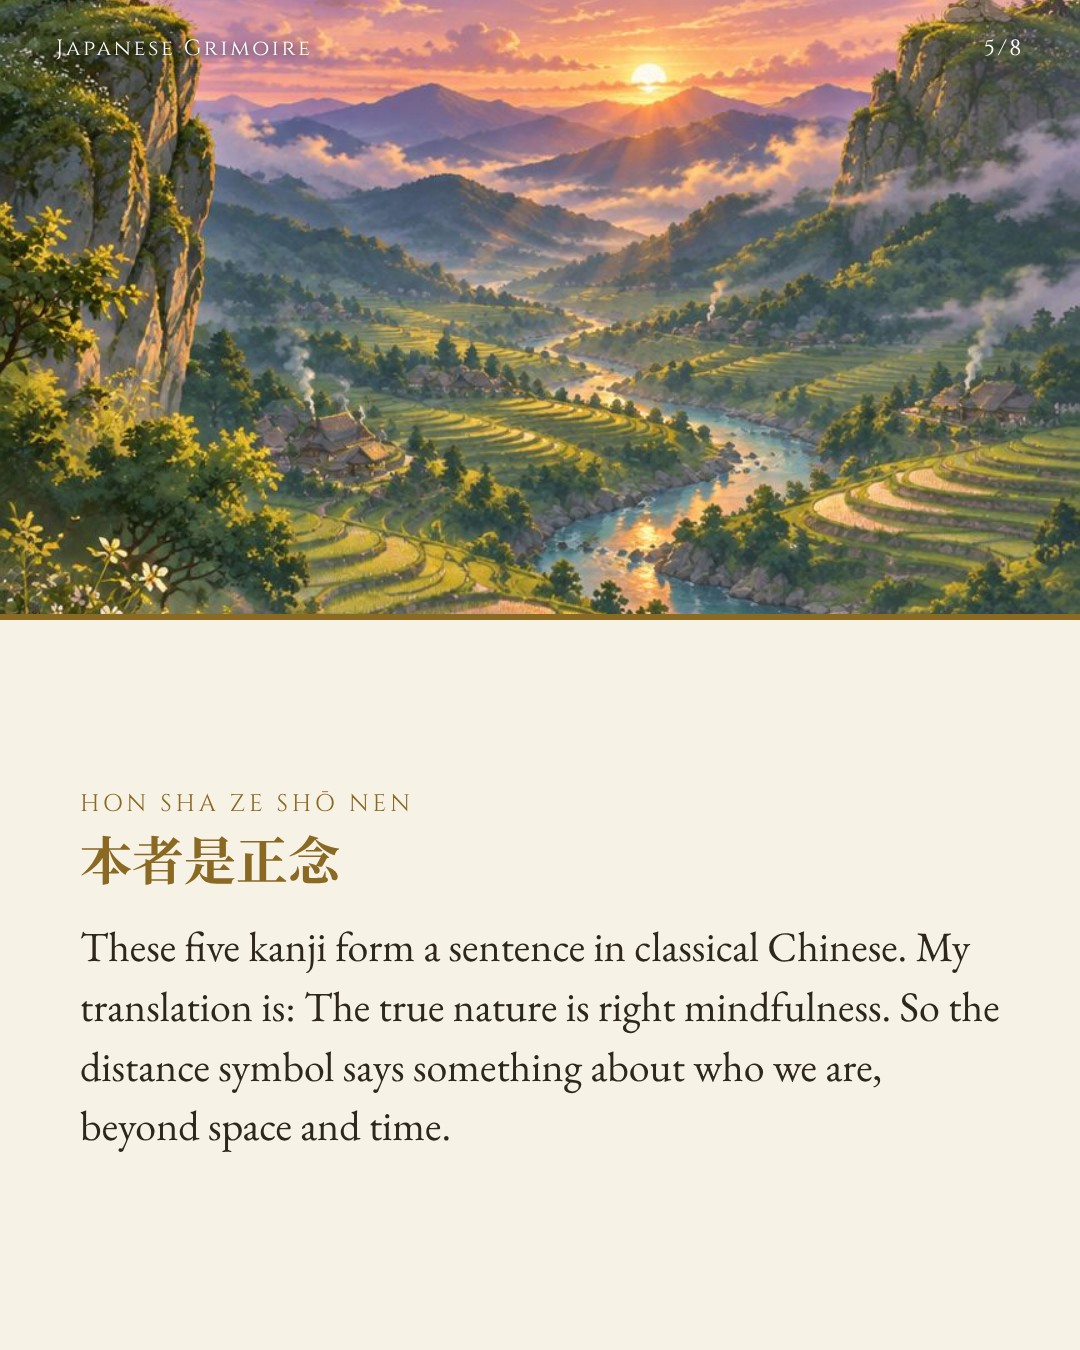 Japanese Grimoire
5/8
HON SHA ZE SHŌ NEN
本者是正念
These five kanji form a sentence in classical Chinese. My
translation is: The true nature is right mindfulness. So the
distance symbol says something about who we are,
beyond space and time.